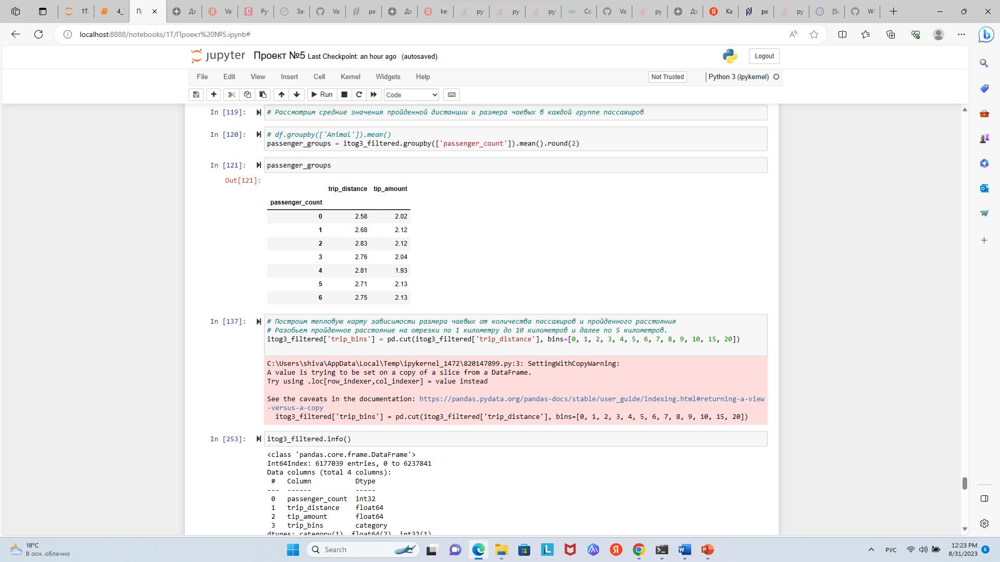 1T/
4_
Пр
Дз
Va
Pyt
Заг
Va
pa
Дз
key
pyt
pyt
pyt
Co
Va
py
Дз
Ка
pa
py
[Sc
W
localhost:8888/notebooks/1T/Проект%20№5.ipynb#
jupyter Проект №5 Last Checkpoint: an hour ago (autosaved)
Logout
File Edit View Insert Cell Kernel Widgets Help
Not Trusted
Python 3 (ipykernel)
Run
Code
In [119]: # Рассмотрим средние значения пройденной дистанции и размера чаевых в каждой группе пассажиров
In [120]: # df.groupby(['Animal']).mean()
passenger_groups = itog3_filtered.groupby(['passenger_count']).mean().round(2)
In [121]: passenger_groups
Out[121]:
trip_distance tip_amount
passenger_count
0 2.58 2.02
1 2.68 2.12
2 2.83 2.12
3 2.76 2.04
4 2.81 1.93
5 2.71 2.13
6 2.75 2.13
In [137]: # Построим тепловую карту зависимости размера чаевых от количества пассажиров и пройденного расстояния
# Разобьем пройденное расстояние на отрезки по 1 километру до 10 километров и далее по 5 километров.
itog3_filtered['trip_bins'] = pd.cut(itog3_filtered['trip_distance'], bins=[0, 1, 2, 3, 4, 5, 6, 7, 8, 9, 10, 15, 20])
C:\Users\shiva\AppData\Local\Temp\ipykernel_1472\820147899.py:3: SettingWithCopyWarning:
A value is trying to be set on a copy of a slice from a DataFrame.
Try using .loc[row_indexer,col_indexer] = value instead
See the caveats in the documentation: https://pandas.pydata.org/pandas-docs/stable/user_guide/indexing.html#returning-a-view
-versus-a-copy
itog3_filtered['trip_bins'] = pd.cut(itog3_filtered['trip_distance'], bins=[0, 1, 2, 3, 4, 5, 6, 7, 8, 9, 10, 15, 20])
In [253]: itog3_filtered.info()
<class 'pandas.core.frame.DataFrame'>
Int64Index: 6177039 entries, 0 to 6237841
Data columns (total 4 columns):
# Column Dtype
--- ------ -----
0 passenger_count int32
1 trip_distance float64
2 tip_amount float64
3 trip_bins category
dtypes: category(1), float64(2), int32(1)
18°C
В осн. облачно
Search
РУС
12:23 PM
8/31/2023
6